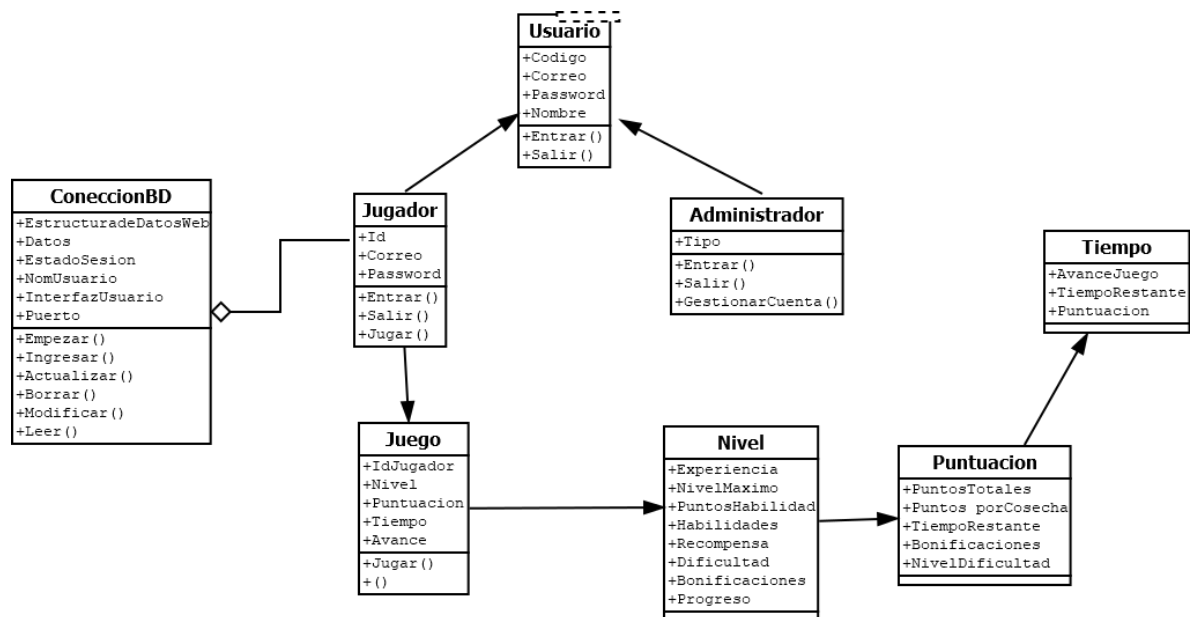 Usuario
+Codigo
+Correo
+Password
+Nombre
+Entrar()
+Salir()
ConeccionBD
+EstructuradeDatosWeb
+Datos
+EstadoSesion
+NomUsuario
+InterfazUsuario
+Puerto
+Empezar()
+Ingresar()
+Actualizar()
+Borrar()
+Modificar()
+Leer()
Jugador
+Id
+Correo
+Password
+Entrar()
+Salir()
+Jugar()
Administrador
+Tipo
+Entrar()
+Salir()
+GestionarCuenta()
Tiempo
+AvanceJuego
+TiempoRestante
+Puntuacion
Juego
+IdJugador
+Nivel
+Puntuacion
+Tiempo
+Avance
+Jugar()
+()
Nivel
+Experiencia
+NivelMaximo
+PuntosHabilidad
+Habilidades
+Recompensa
+Dificultad
+Bonificaciones
+Progreso
Puntuacion
+PuntosTotales
+Puntos porCosecha
+TiempoRestante
+Bonificaciones
+NivelDificultad